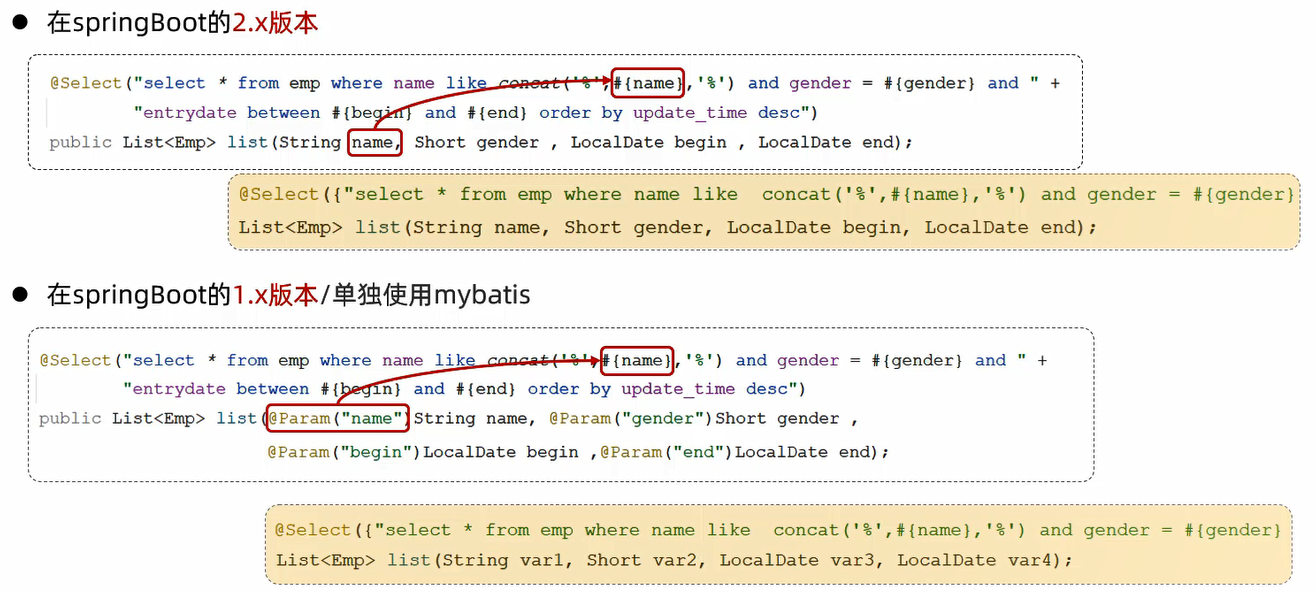 ● 在springBoot的2.x版本
@Select("select * from emp where name like concat('%',#{name},'%') and gender = #{gender} and " +
"entrydate between #{begin} and #{end} order by update_time desc")
public List<Emp> list(String name, Short gender , LocalDate begin , LocalDate end);
@Select({"select * from emp where name like  concat('%',#{name},'%') and gender = #{gender}
List<Emp> list(String name, Short gender, LocalDate begin, LocalDate end);
● 在springBoot的1.x版本/单独使用mybatis
@Select("select * from emp where name like concat('%',#{name},'%') and gender = #{gender} and " +
"entrydate between #{begin} and #{end} order by update_time desc")
public List<Emp> list(@Param("name")String name, @Param("gender")Short gender ,
@Param("begin")LocalDate begin ,@Param("end")LocalDate end);
@Select({"select * from emp where name like  concat('%',#{name},'%') and gender = #{gender}
List<Emp> list(String var1, Short var2, LocalDate var3, LocalDate var4);